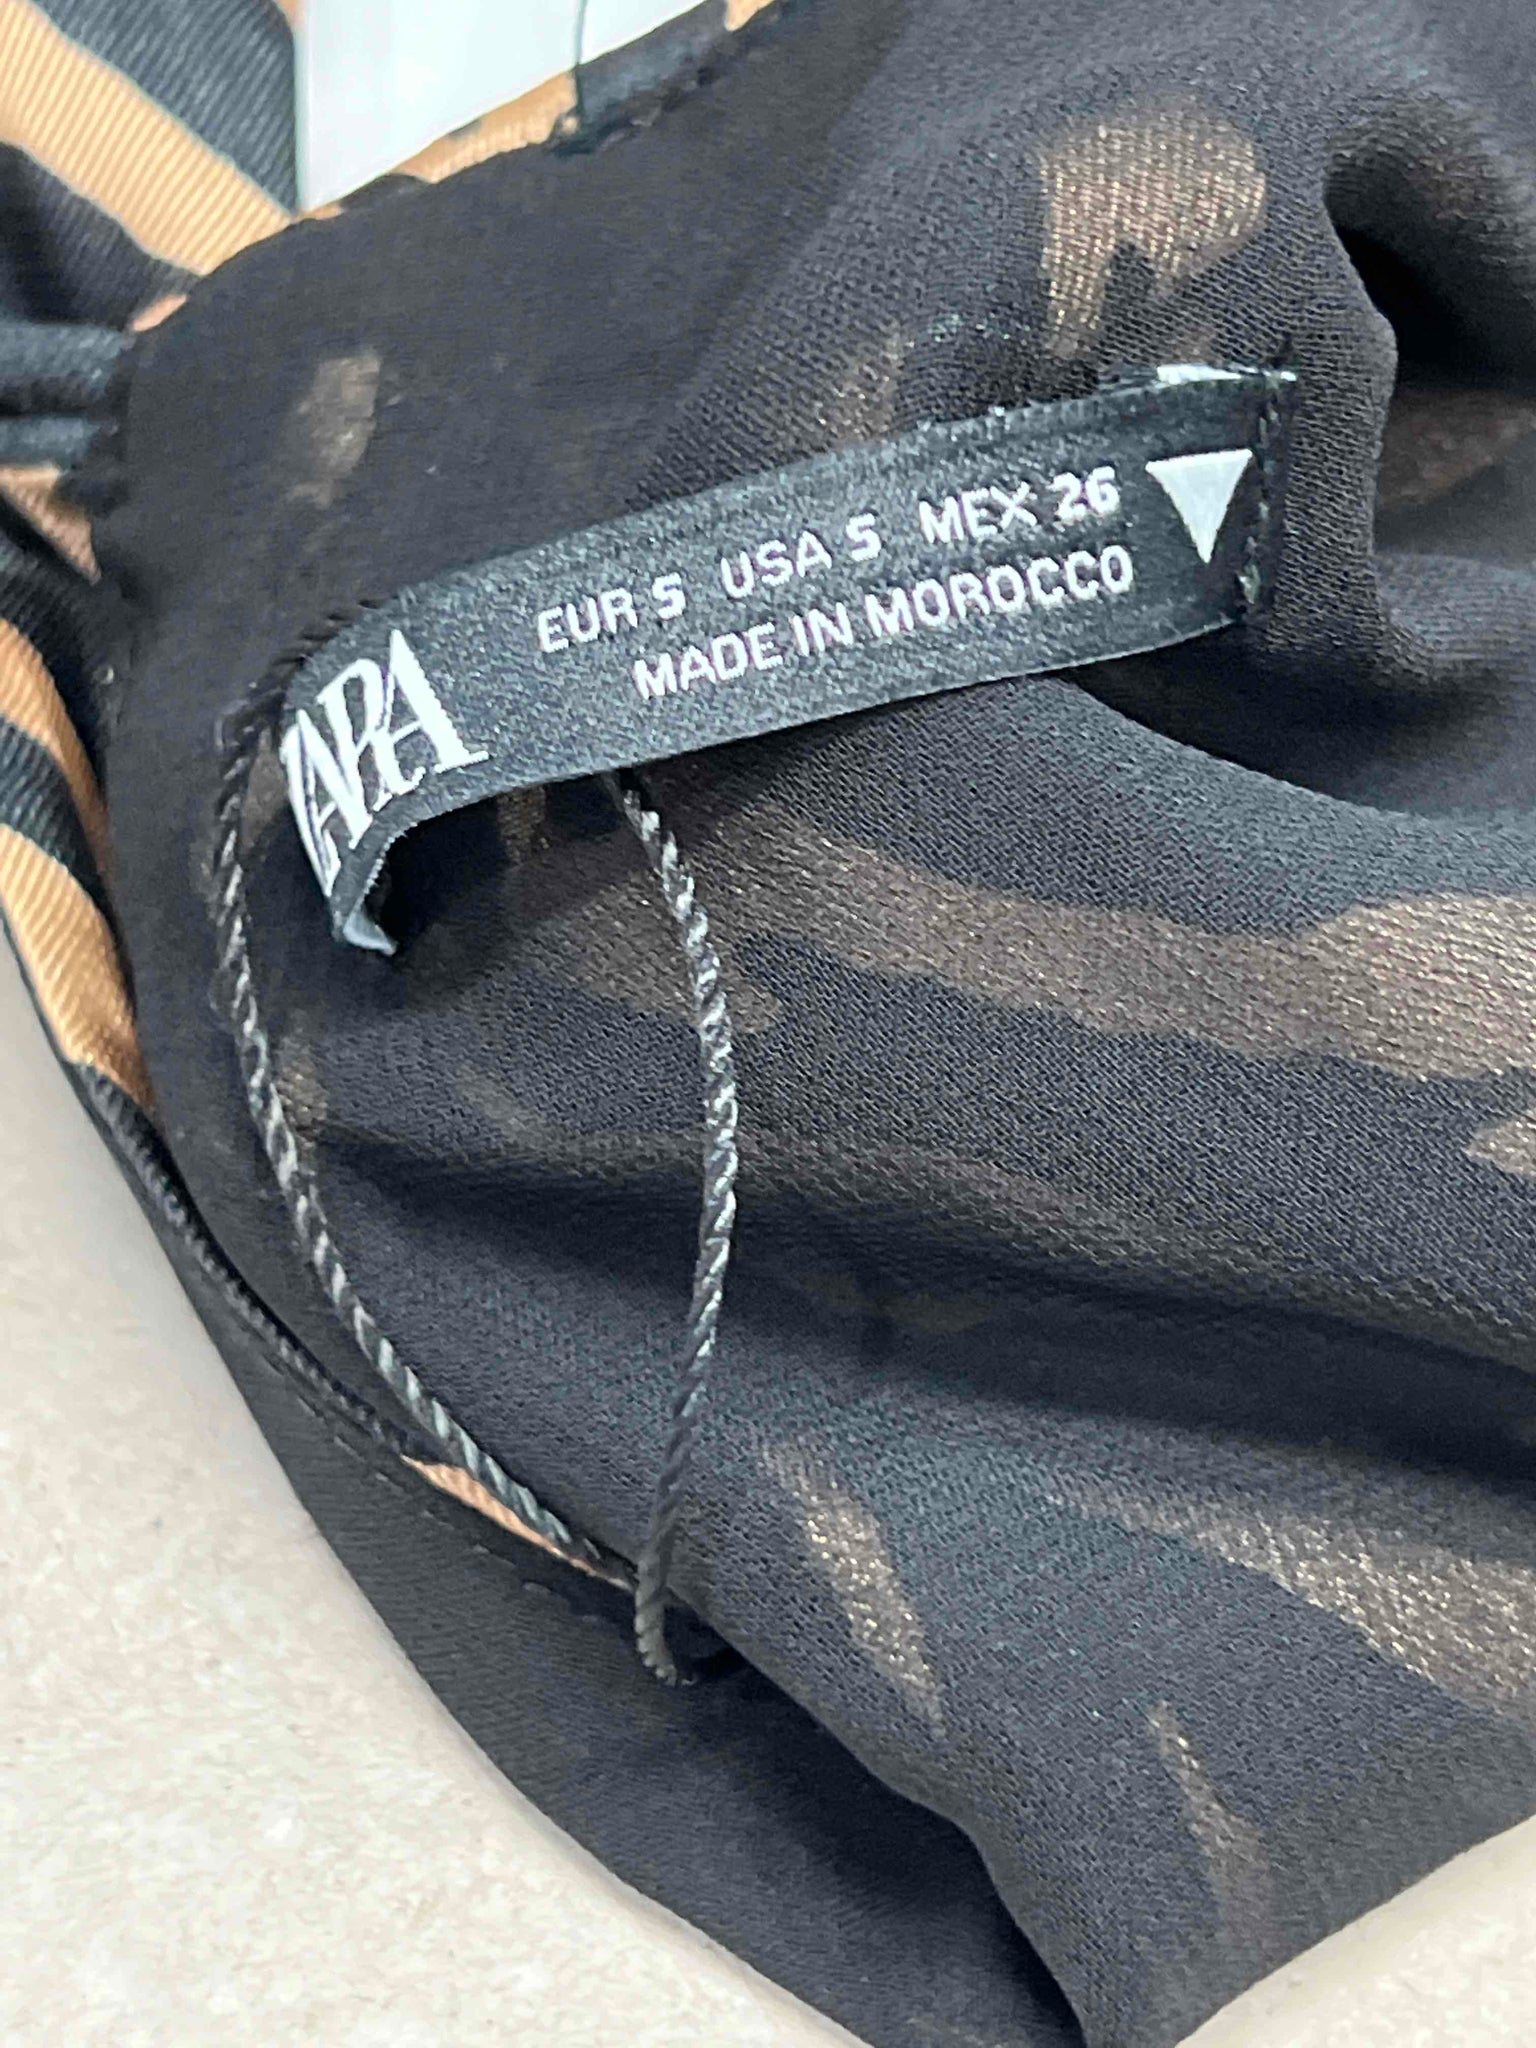 ZARA
EUR S USA S MEX 26
MADE IN MOROCCO